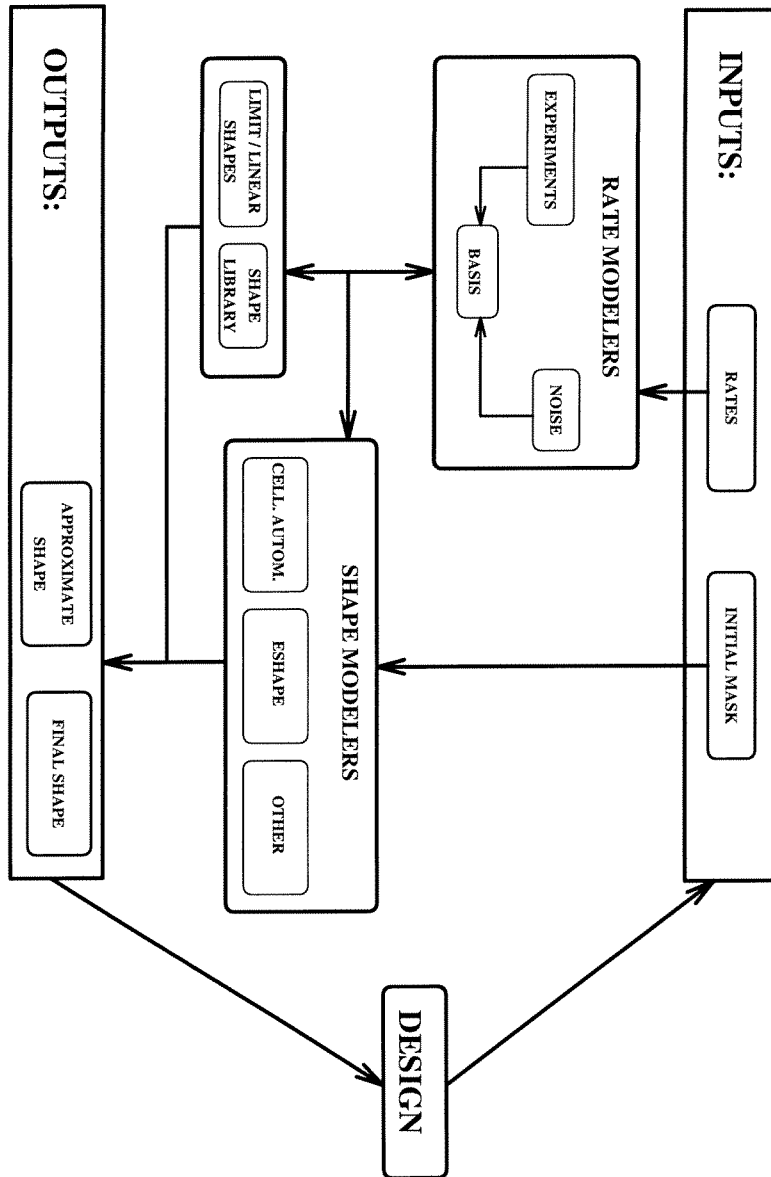 INPUTS:
RATES
INITIAL MASK
RATE MODELERS
EXPERIMENTS
NOISE
BASIS
SHAPE MODELERS
CELL. AUTOM.
ESHAPE
OTHER
LIMIT / LINEAR
SHAPES
SHAPE
LIBRARY
OUTPUTS:
APPROXIMATE
SHAPE
FINAL SHAPE
DESIGN